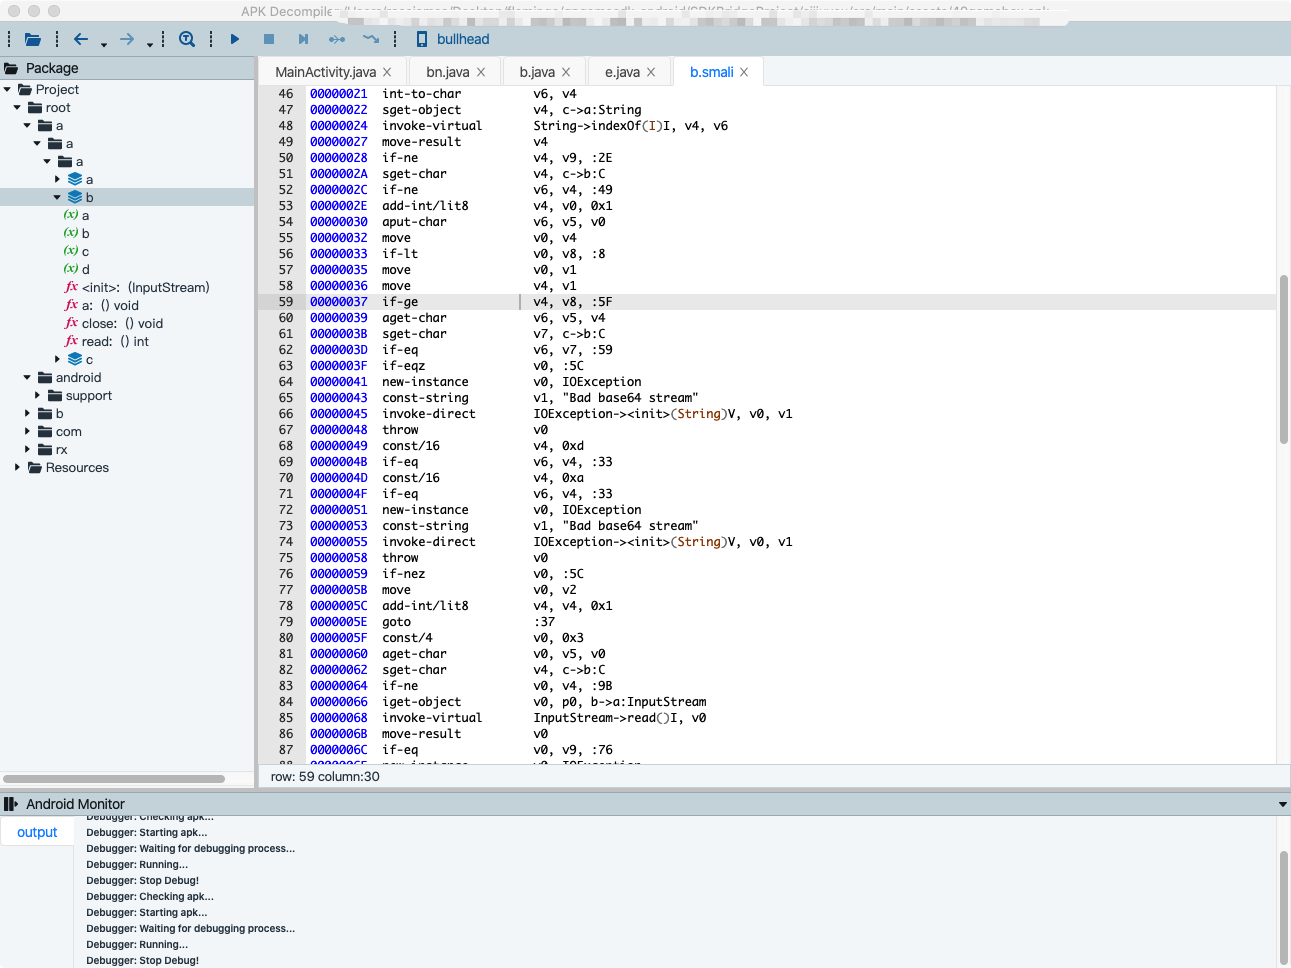 APK Decompile
bullhead
Package
MainActivity.java
bn.java
b.java
e.java
b.smali
Project
root
a
a
a
a
b
a
b
c
d
<init>: (InputStream)
a: () void
close: () void
read: () int
c
android
support
b
com
rx
Resources
46 00000021 int-to-char v6, v4
47 00000022 sget-object v4, c->a:String
48 00000024 invoke-virtual String->indexOf(I)I, v4, v6
49 00000027 move-result v4
50 00000028 if-ne v4, v9, :2E
51 0000002A sget-char v4, c->b:C
52 0000002C if-ne v6, v4, :49
53 0000002E add-int/lit8 v4, v0, 0x1
54 00000030 aput-char v6, v5, v0
55 00000032 move v0, v4
56 00000033 if-lt v0, v8, :8
57 00000035 move v0, v1
58 00000036 move v4, v1
59 00000037 if-ge v4, v8, :5F
60 00000039 aget-char v6, v5, v4
61 0000003B sget-char v7, c->b:C
62 0000003D if-eq v6, v7, :59
63 0000003F if-eqz v0, :5C
64 00000041 new-instance v0, IOException
65 00000043 const-string v1, "Bad base64 stream"
66 00000045 invoke-direct IOException-><init>(String)V, v0, v1
67 00000048 throw v0
68 00000049 const/16 v4, 0xd
69 0000004B if-eq v6, v4, :33
70 0000004D const/16 v4, 0xa
71 0000004F if-eq v6, v4, :33
72 00000051 new-instance v0, IOException
73 00000053 const-string v1, "Bad base64 stream"
74 00000055 invoke-direct IOException-><init>(String)V, v0, v1
75 00000058 throw v0
76 00000059 if-nez v0, :5C
77 0000005B move v0, v2
78 0000005C add-int/lit8 v4, v4, 0x1
79 0000005E goto :37
80 0000005F const/4 v0, 0x3
81 00000060 aget-char v0, v5, v0
82 00000062 sget-char v4, c->b:C
83 00000064 if-ne v0, v4, :9B
84 00000066 iget-object v0, p0, b->a:InputStream
85 00000068 invoke-virtual InputStream->read()I, v0
86 0000006B move-result v0
87 0000006C if-eq v0, v9, :76
88 0000006E new-instance v0, IOException
row: 59 column:30
Android Monitor
output
Debugger: Checking apk...
Debugger: Starting apk...
Debugger: Waiting for debugging process...
Debugger: Running...
Debugger: Stop Debug!
Debugger: Checking apk...
Debugger: Starting apk...
Debugger: Waiting for debugging process...
Debugger: Running...
Debugger: Stop Debug!